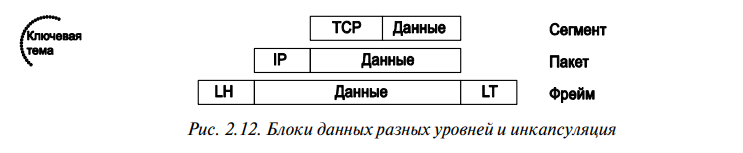 Ключевая
тема
TCP Данные Сегмент
IP Данные Пакет
LH Данные LT Фрейм
Рис. 2.12. Блоки данных разных уровней и инкапсуляция